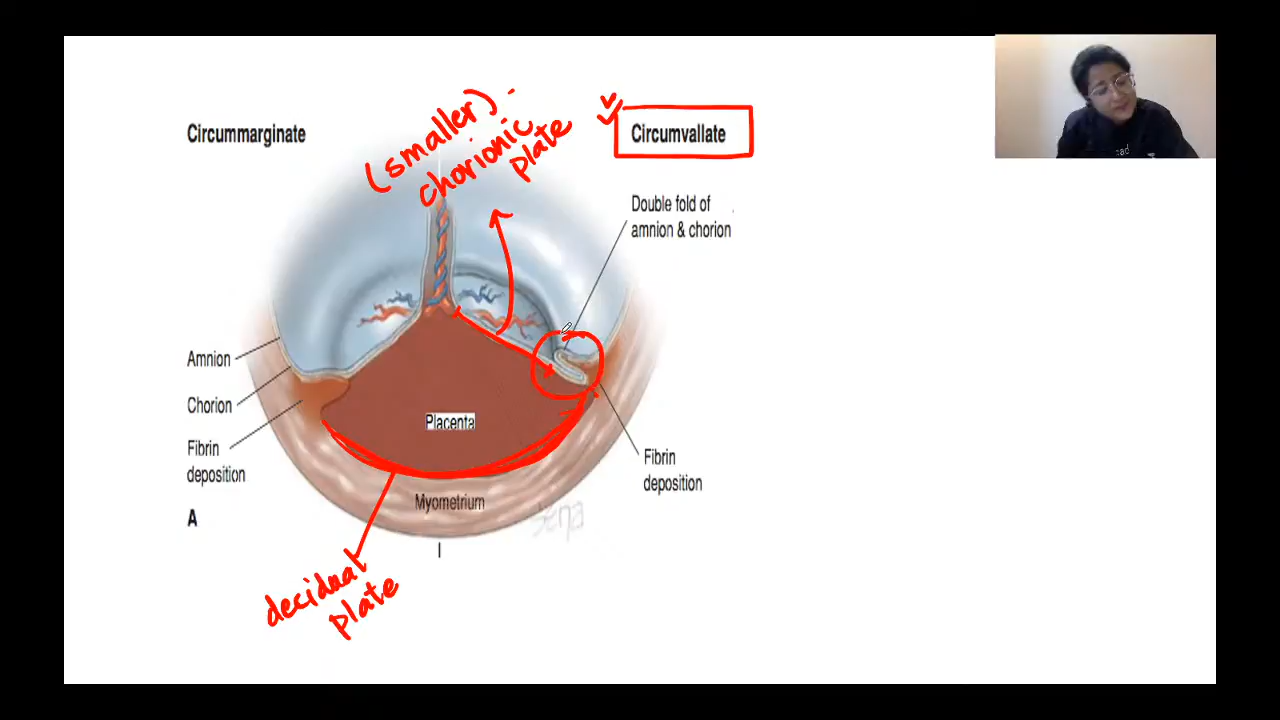 (smaller)
chorionic
plate
Circummarginate
Circumvallate
Double fold of
amnion & chorion
Amnion
Chorion
Fibrin
deposition
Placenta
Fibrin
deposition
Myometrium
A
decidual
plate